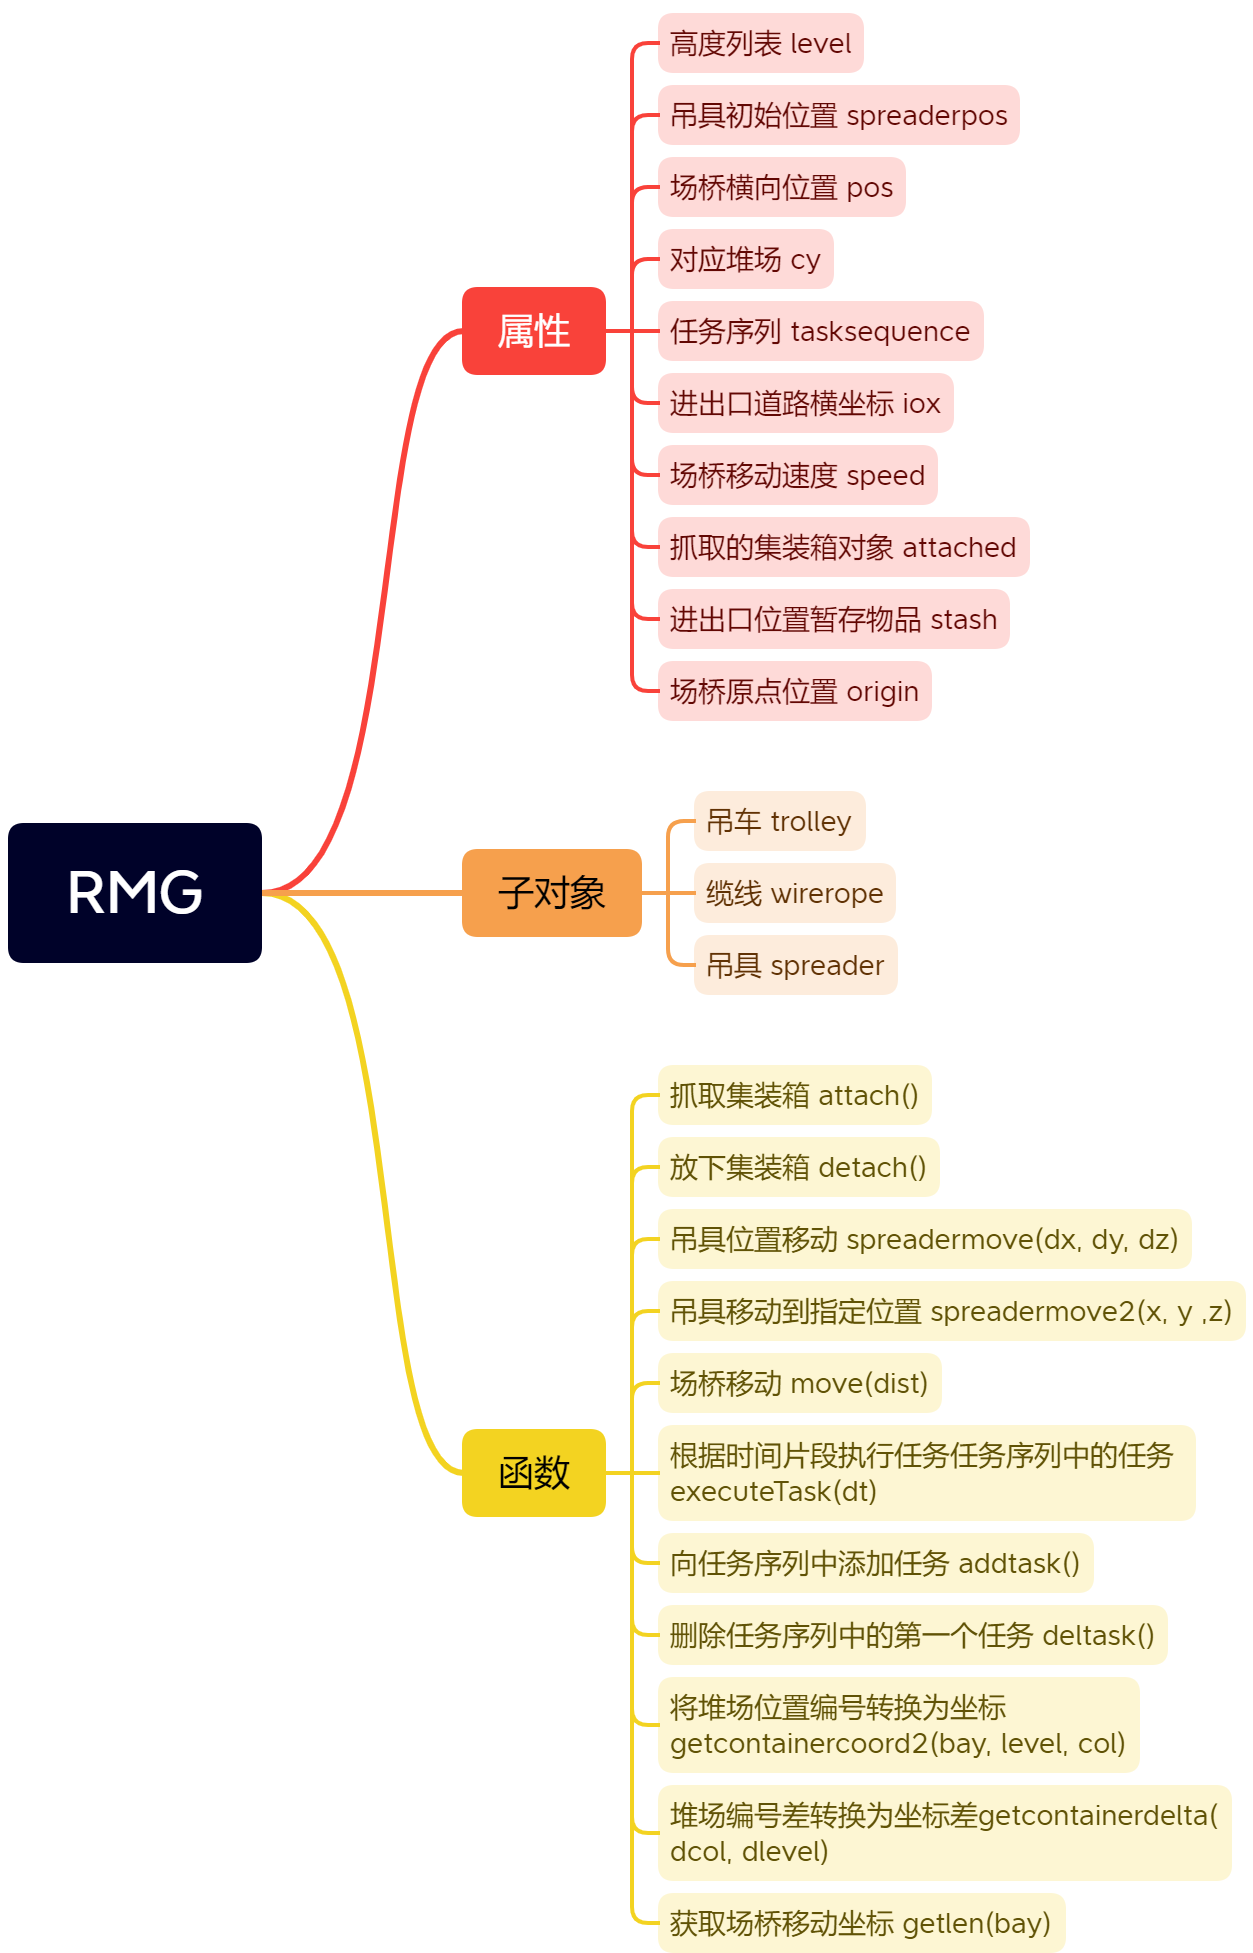 RMG
属性
高度列表 level
吊具初始位置 spreaderpos
场桥横向位置 pos
对应堆场 cy
任务序列 tasksequence
进出口道路横坐标 iox
场桥移动速度 speed
抓取的集装箱对象 attached
进出口位置暂存物品 stash
场桥原点位置 origin
子对象
吊车 trolley
缆线 wirerope
吊具 spreader
函数
抓取集装箱 attach()
放下集装箱 detach()
吊具位置移动 spreadermove(dx, dy, dz)
吊具移动到指定位置 spreadermove2(x, y ,z)
场桥移动 move(dist)
根据时间片段执行任务任务序列中的任务
executeTask(dt)
向任务序列中添加任务 addtask()
删除任务序列中的第一个任务 deltask()
将堆场位置编号转换为坐标
getcontainercoord2(bay, level, col)
堆场编号差转换为坐标差getcontainerdelta(
dcol, dlevel)
获取场桥移动坐标 getlen(bay)